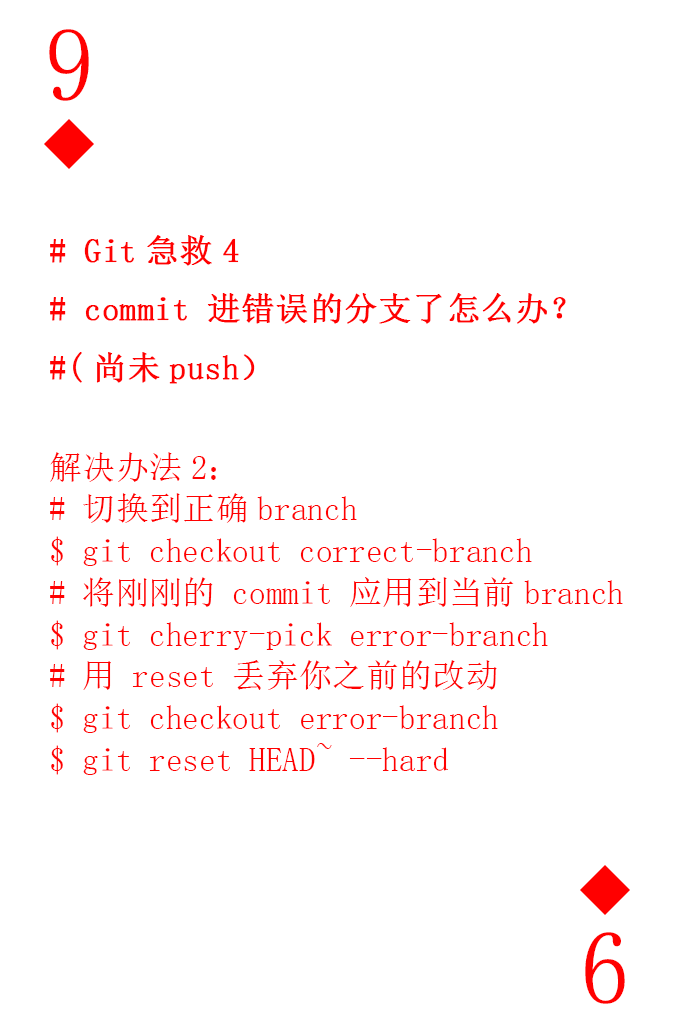 9
# Git 急救 4
# commit 进错误的分支了怎么办？
#(尚未 push）
解决办法 2：
# 切换到正确 branch
$ git checkout correct-branch
# 将刚刚的 commit 应用到当前 branch
$ git cherry-pick error-branch
# 用 reset 丢弃你之前的改动
$ git checkout error-branch
$ git reset HEAD~ --hard
9